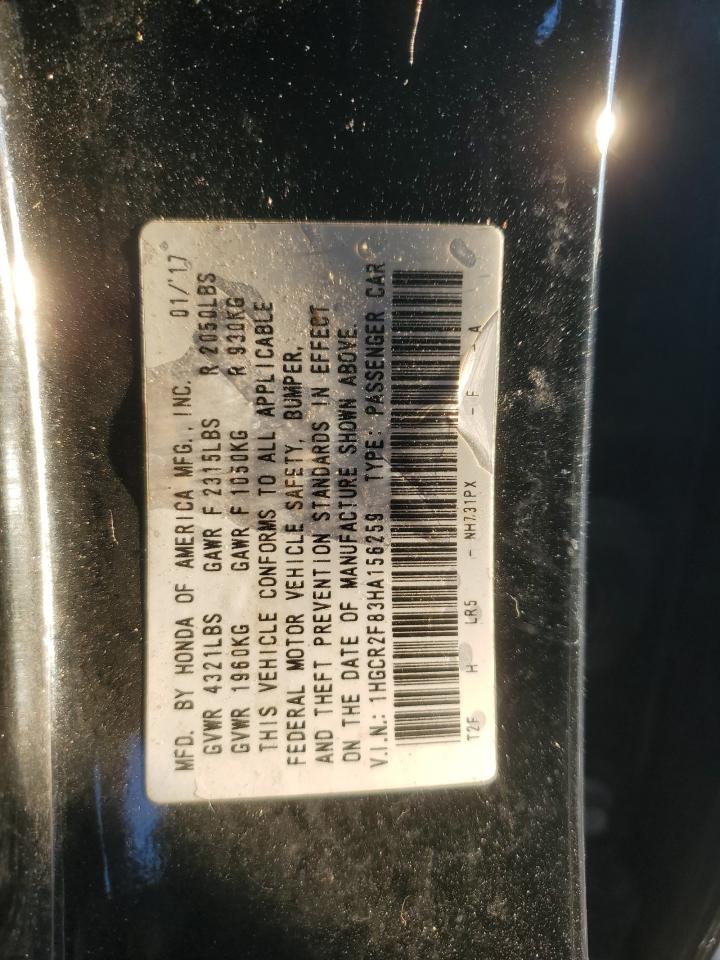 MFD. BY HONDA OF AMERICA MFG., INC. 01/'17
GVWR 4321LBS GAWR F 2315LBS R 2050LBS
GVWR 1960KG GAWR F 1050KG R 930KG
THIS VEHICLE CONFORMS TO ALL APPLICABLE
FEDERAL MOTOR VEHICLE SAFETY, BUMPER,
AND THEFT PREVENTION STANDARDS IN EFFECT
ON THE DATE OF MANUFACTURE SHOWN ABOVE.
V.I.N.: 1HGCR2F83HA156259 TYPE: PASSENGER CAR
T2F H LR5 - NH731PX - F - A